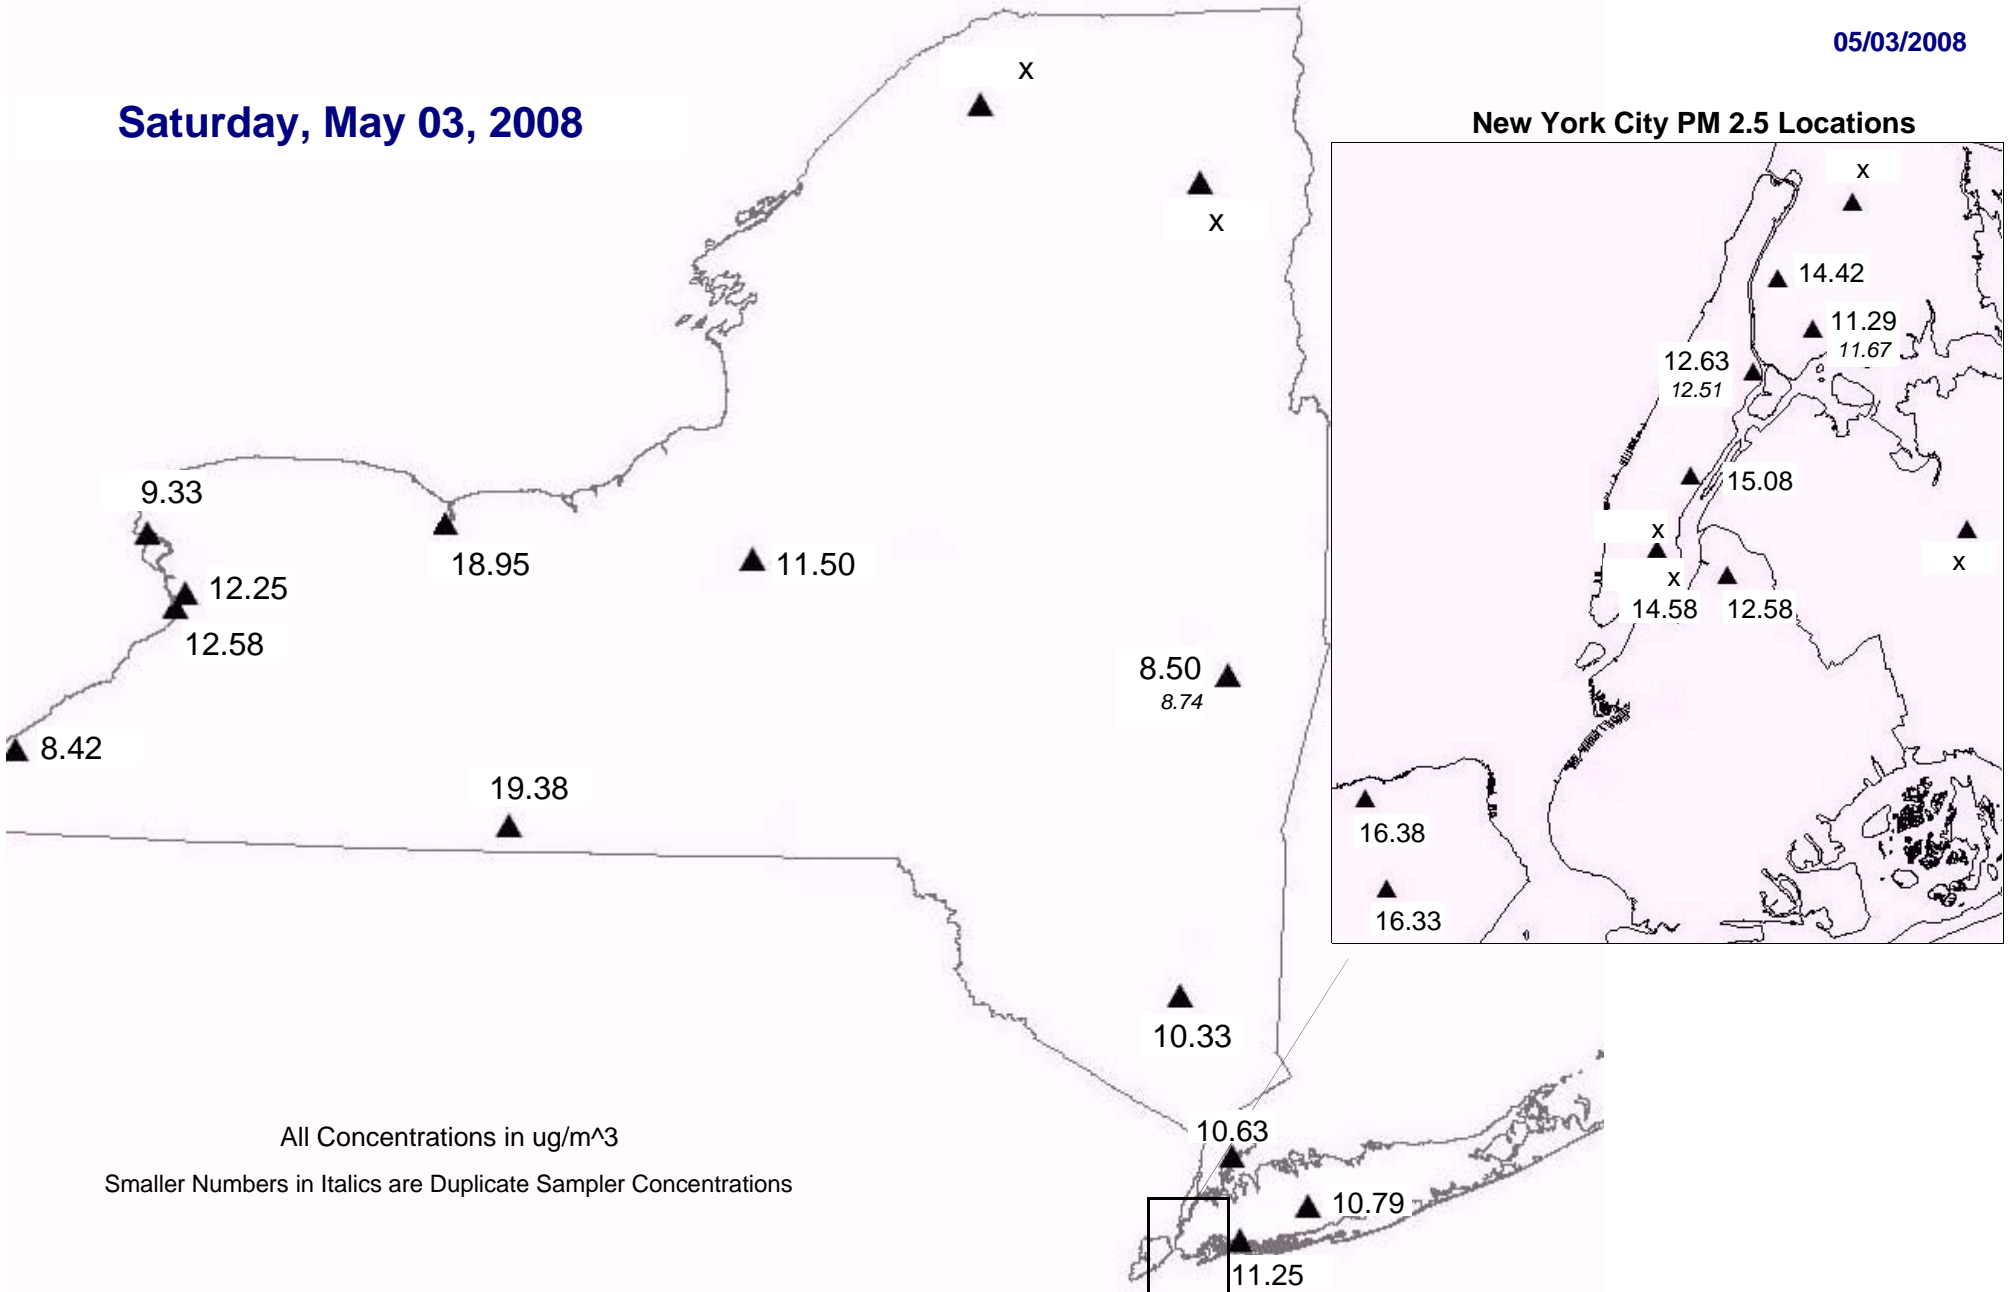 05/03/2008
Saturday, May 03, 2008
New York City PM 2.5 Locations
x
x
x
14.42
11.29
11.67
12.63
12.51
15.08
x
x
x
14.58
12.58
16.38
16.33
9.33
18.95
11.50
12.25
12.58
8.50
8.74
8.42
19.38
10.33
10.63
10.79
11.25
All Concentrations in ug/m^3
Smaller Numbers in Italics are Duplicate Sampler Concentrations